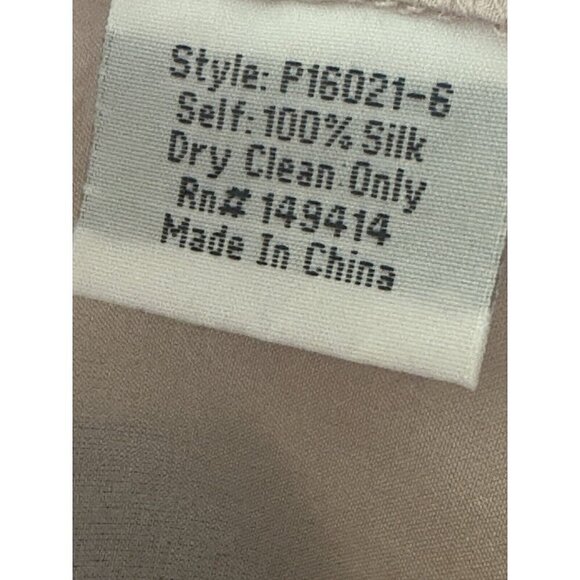 Style: P16021-6
Self: 100% Silk
Dry Clean Only
Rn# 149414
Made In China